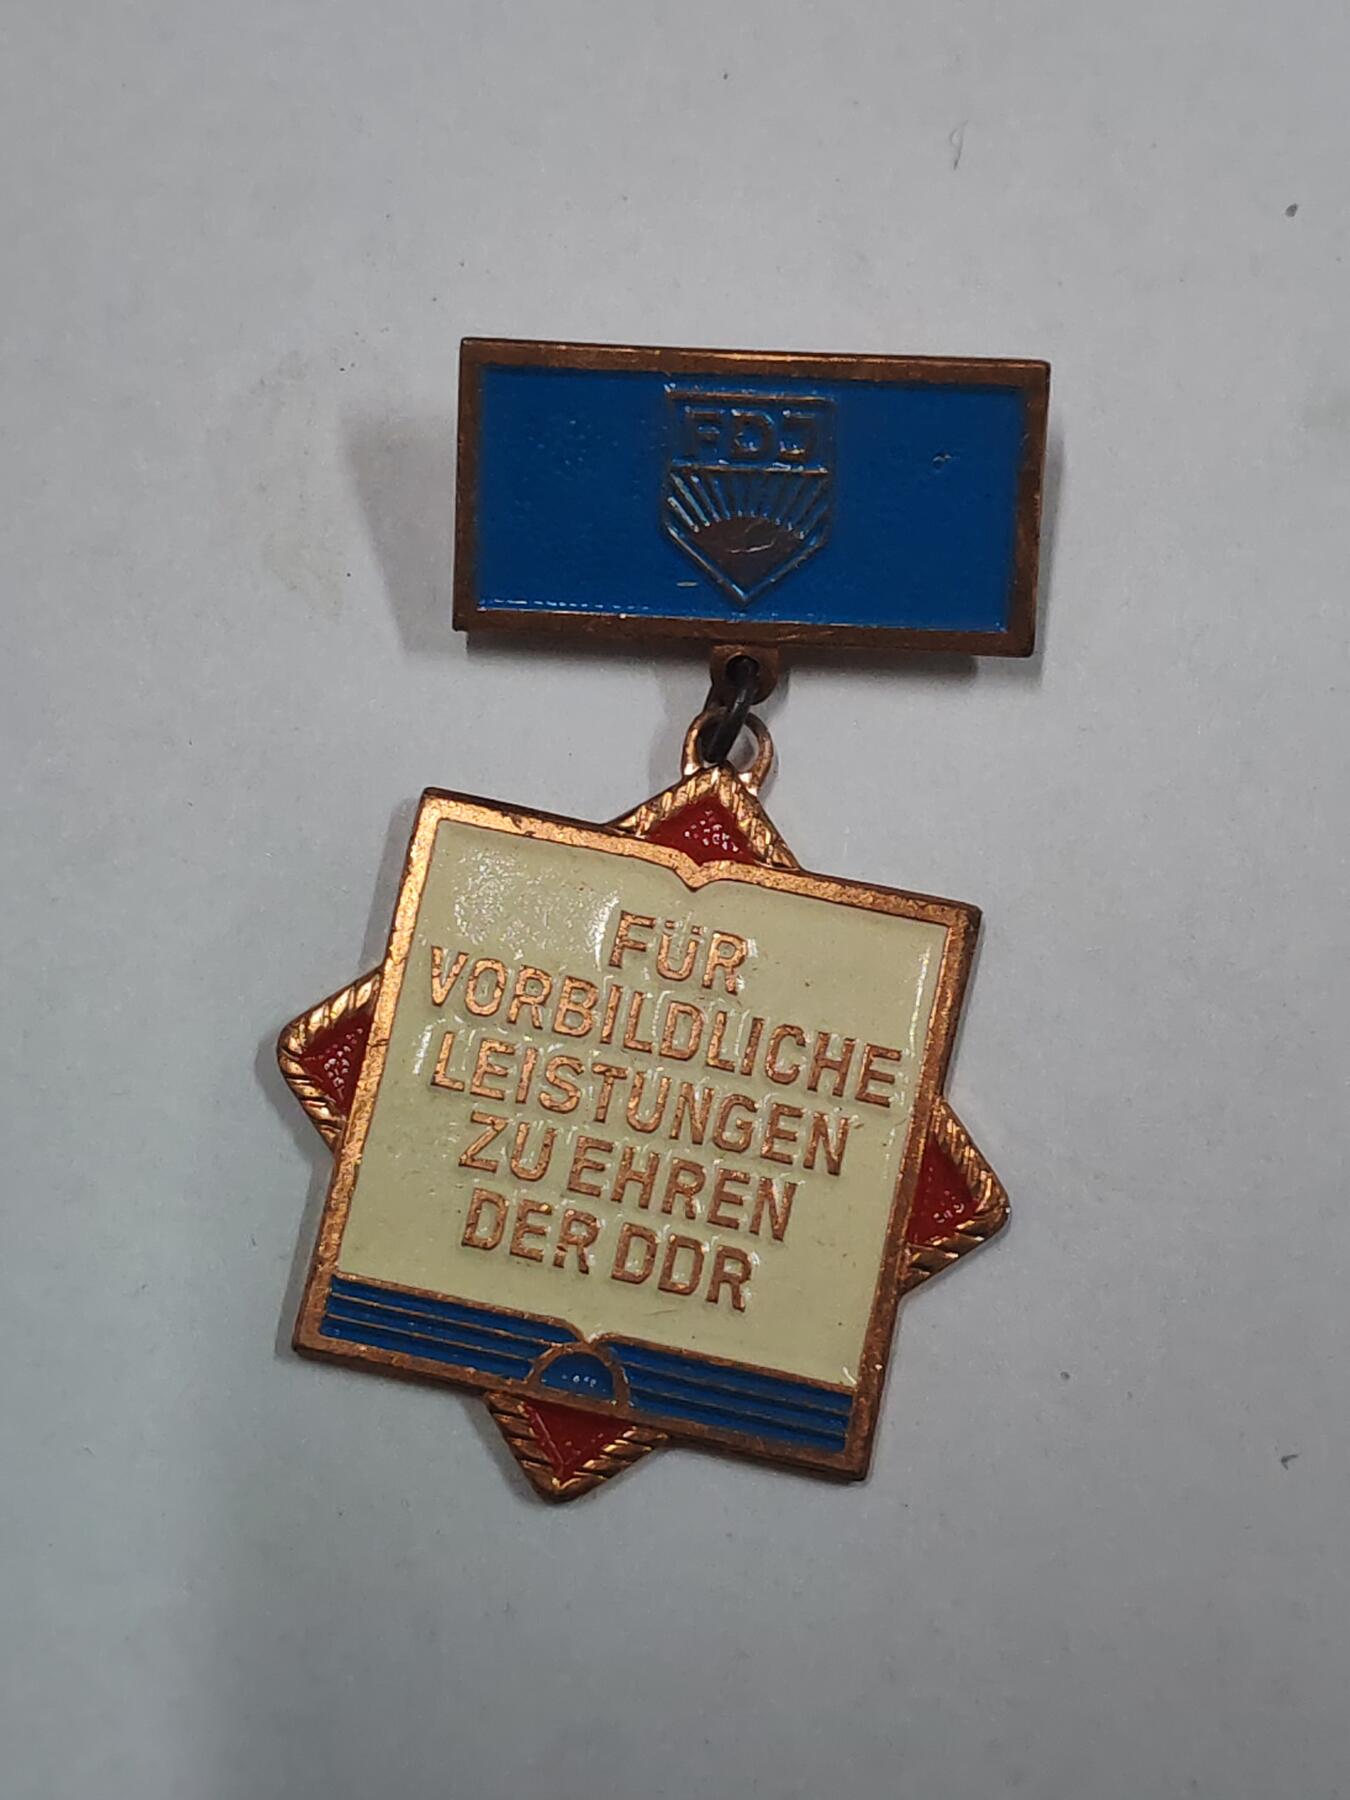 FDJ
FÜR
VORBILDLICHE
LEISTUNGEN
ZU EHREN
DER DDR